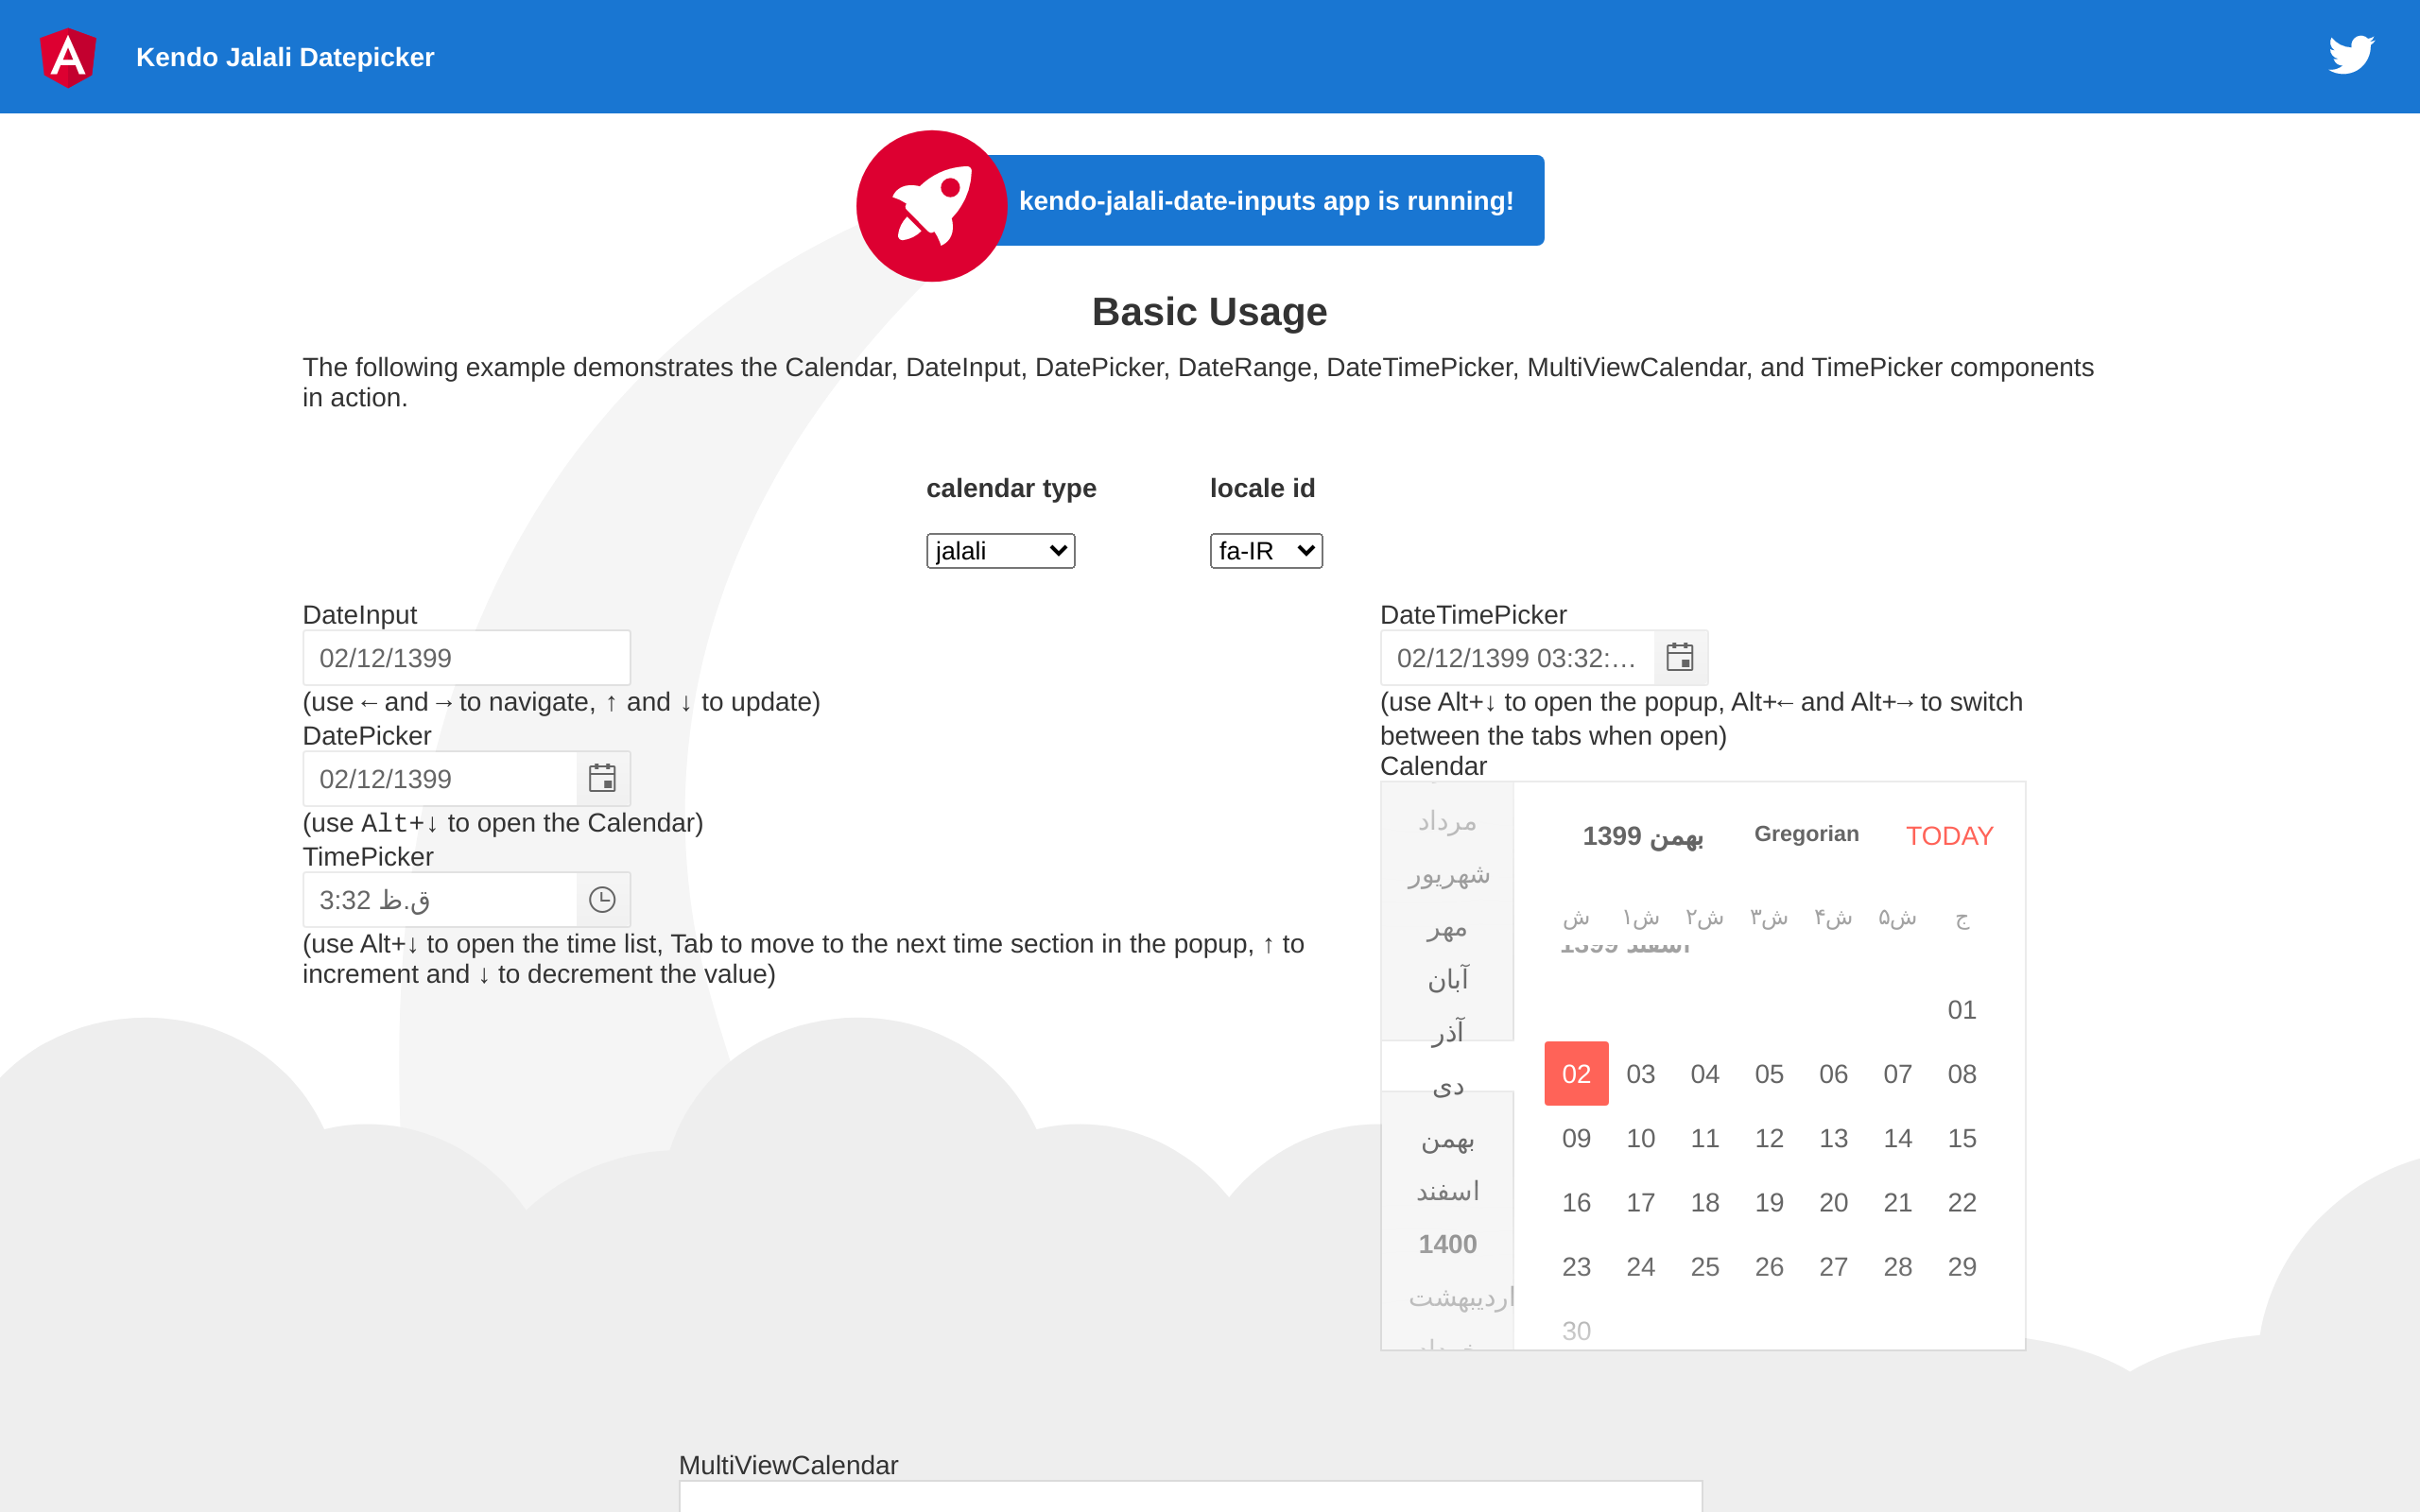 Kendo Jalali Datepicker
kendo-jalali-date-inputs app is running!
Basic Usage
The following example demonstrates the Calendar, DateInput, DatePicker, DateRange, DateTimePicker, MultiViewCalendar, and TimePicker components
in action.
calendar type
locale id
jalali
fa-IR
DateInput
02/12/1399
(use ← and → to navigate, ↑ and ↓ to update)
DatePicker
02/12/1399
(use Alt+↓ to open the Calendar)
TimePicker
3:32 ق.ظ
(use Alt+↓ to open the time list, Tab to move to the next time section in the popup, ↑ to
increment and ↓ to decrement the value)
DateTimePicker
02/12/1399 03:32:…
(use Alt+↓ to open the popup, Alt+← and Alt+→ to switch
between the tabs when open)
Calendar
مرداد
شهریور
مهر
آبان
آذر
دی
بهمن
اسفند
1400
اردیبهشت
بهمن 1399
Gregorian
TODAY
ش ش۱ ش۲ ش۳ ش۴ ش۵ ج
اسفند 1399
01
02 03 04 05 06 07 08
09 10 11 12 13 14 15
16 17 18 19 20 21 22
23 24 25 26 27 28 29
30
MultiViewCalendar